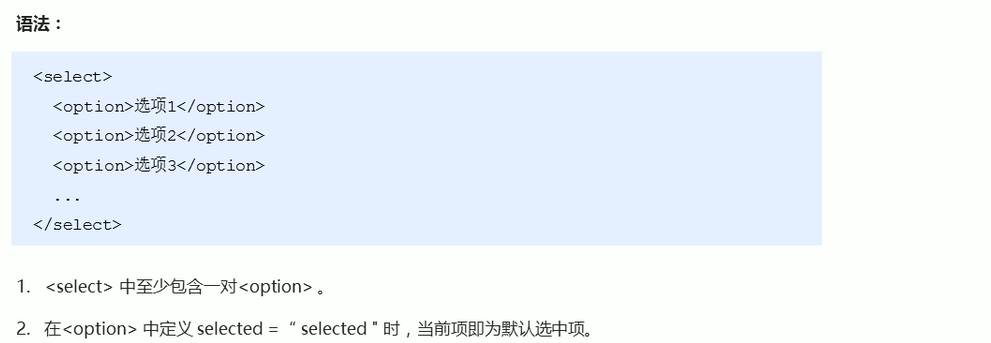 语法：
<select>
  <option>选项1</option>
  <option>选项2</option>
  <option>选项3</option>
  ...
</select>
1. <select> 中至少包含一对<option> 。
2. 在<option> 中定义 selected = “ selected " 时 , 当前项即为默认选中项。